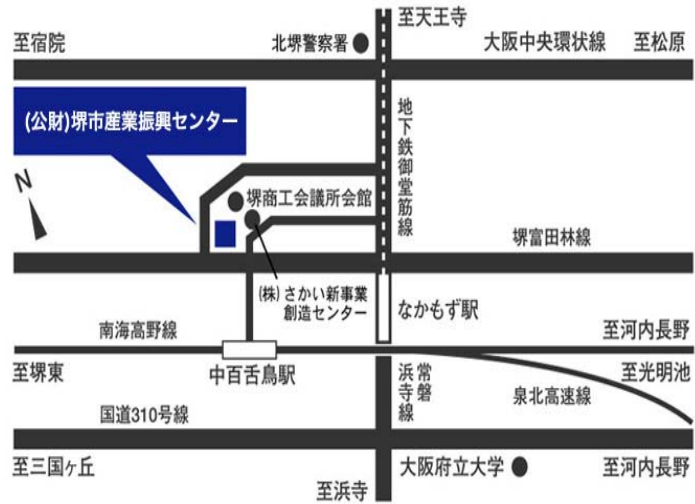 至天王寺
至宿院
北堺警察署
大阪中央環状線
至松原
(公財)堺市産業振興センター
地下鉄御堂筋線
N
堺商工会議所会館
堺富田林線
(株)さかい新事業
創造センター
なかもず駅
南海高野線
至河内長野
至堺東
中百舌鳥駅
常磐
浜寺線
至光明池
泉北高速線
国道310号線
至三国ヶ丘
大阪府立大学
至河内長野
至浜寺